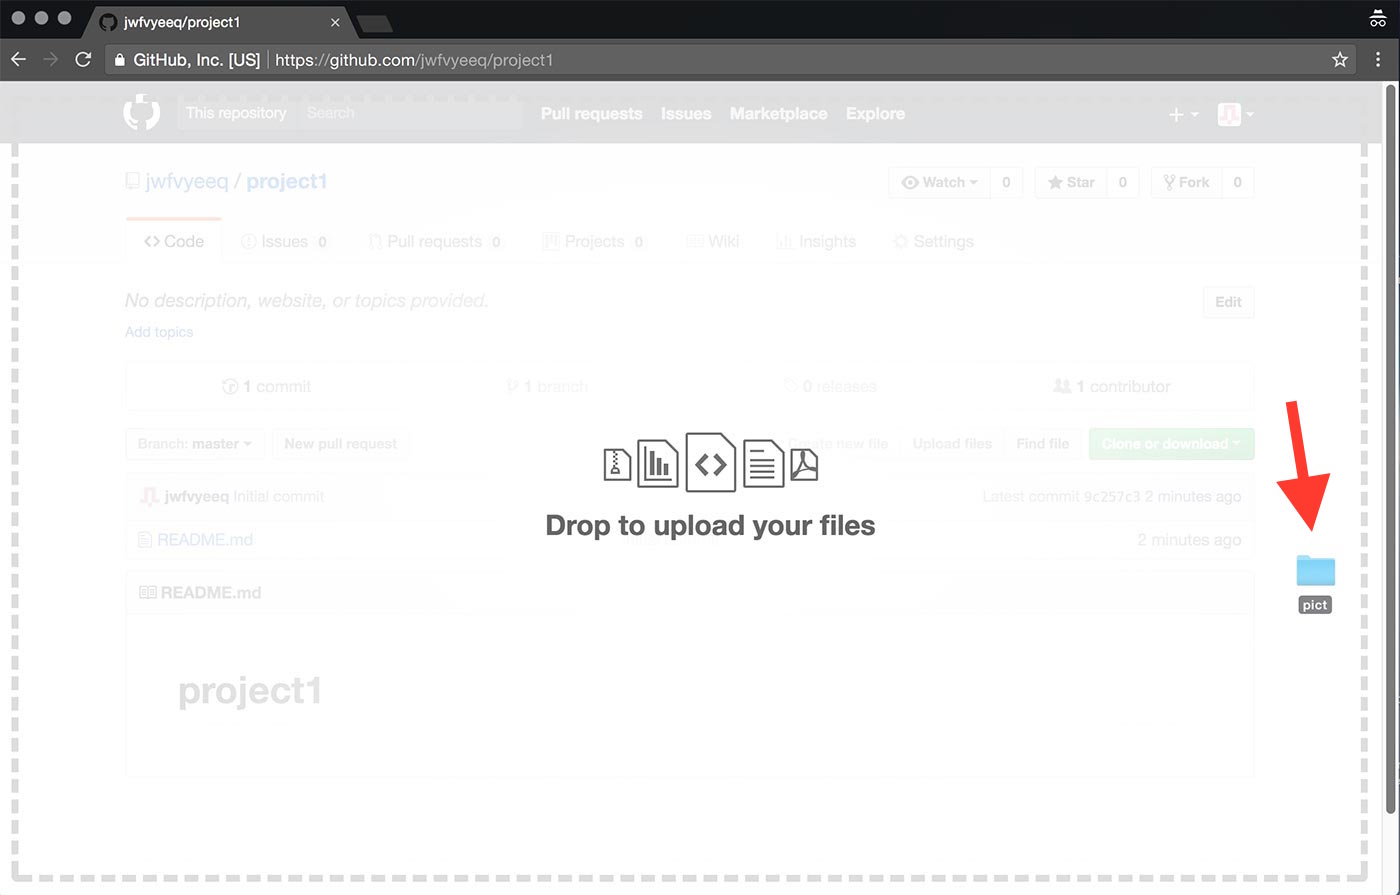 jwfvyeeq/project1
GitHub, Inc. [US] https://github.com/jwfvyeeq/project1
This repository Search Pull requests Issues Marketplace Explore
jwfvyeeq / project1 Watch 0 Star 0 Fork 0
Code Issues 0 Pull requests 0 Projects 0 Wiki Insights Settings
No description, website, or topics provided. Edit
Add topics
1 commit 1 branch 0 releases 1 contributor
Branch: master New pull request Create new file Upload files Find file Clone or download
jwfvyeeq Initial commit Latest commit 9c257c3 2 minutes ago
Drop to upload your files
README.md 2 minutes ago
README.md
pict
project1